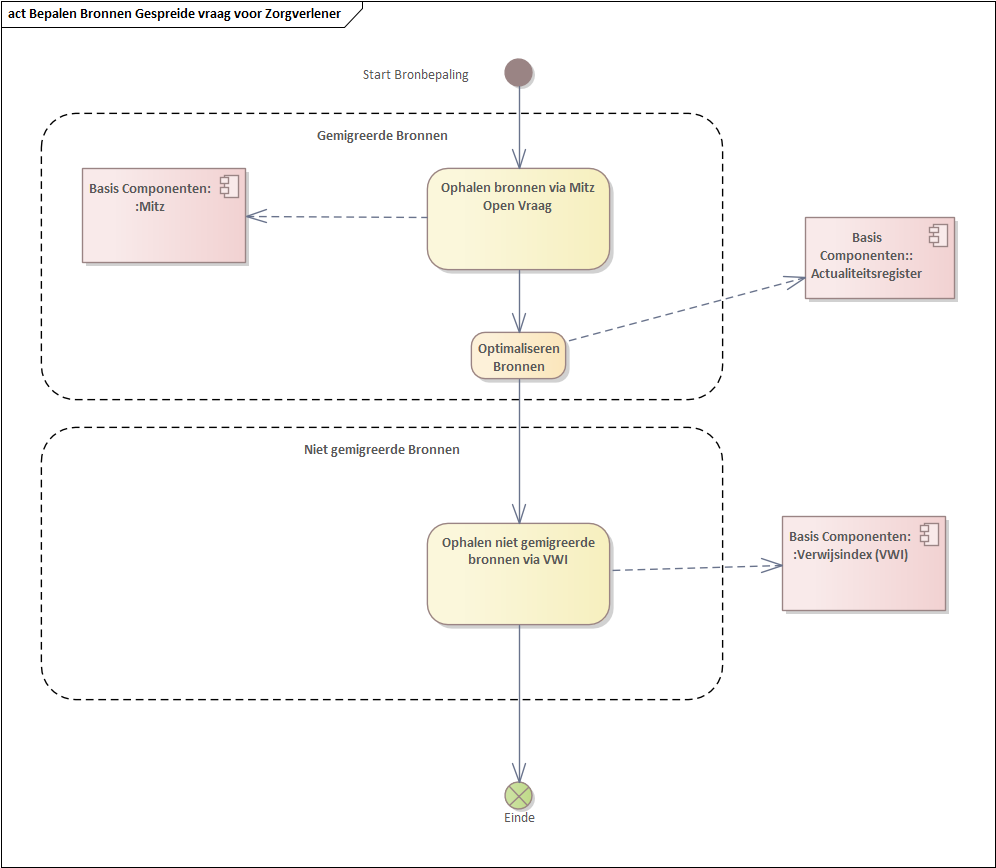 act Bepalen Bronnen Gespreide vraag voor Zorgverlener
Start Bronbepaling
Gemigreerde Bronnen
Basis Componenten:
:Mitz
Ophalen bronnen via Mitz
Open Vraag
Basis
Componenten::
Actualiteitsregister
Optimaliseren
Bronnen
Niet gemigreerde Bronnen
Ophalen niet gemigreerde
bronnen via VWI
Basis Componenten:
:Verwijsindex (VWI)
Einde